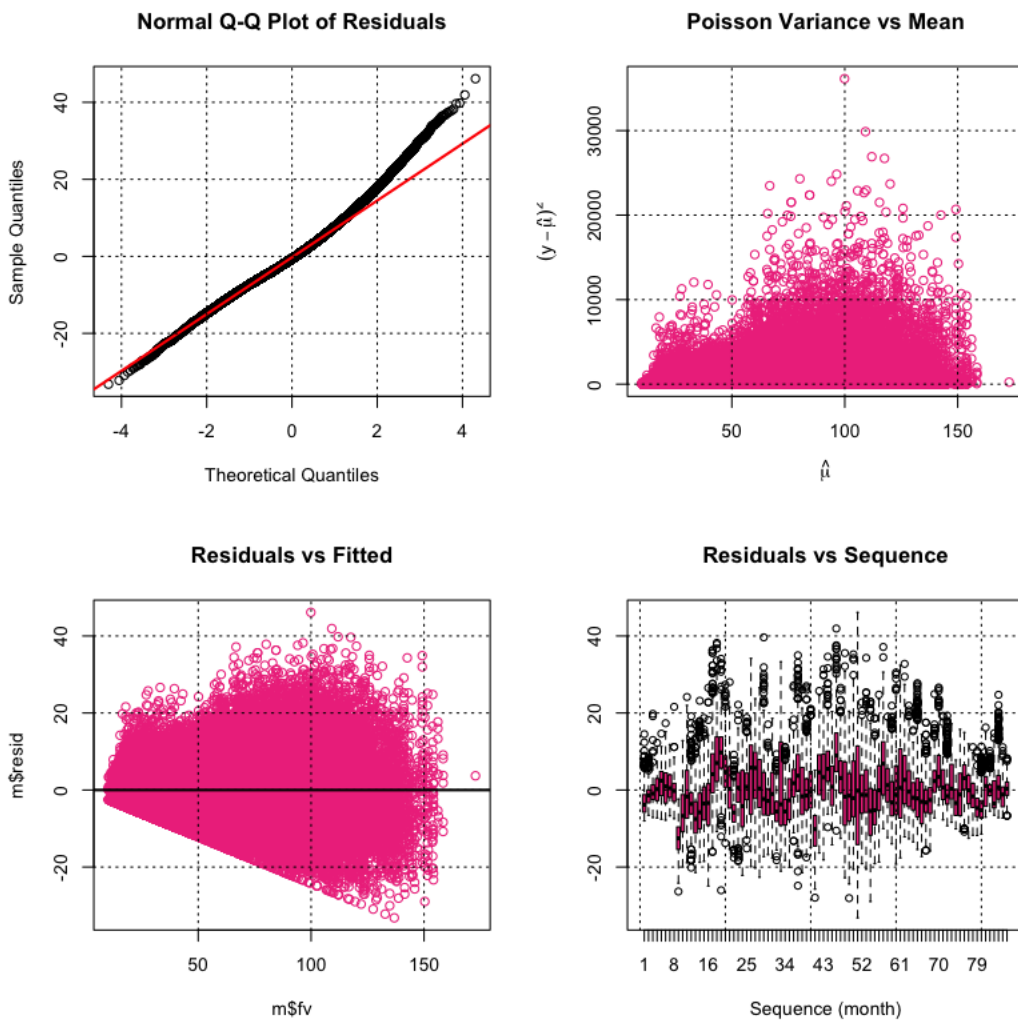 Normal Q-Q Plot of Residuals
Sample Quantiles
40
20
0
20
-4 -2 0 2 4
Theoretical Quantiles
Poisson Variance vs Mean
(y − μ̂)²
30000
20000
10000
0
50 100 150
μ̂
Residuals vs Fitted
m$resid
40
20
0
-20
50 100 150
m$fv
Residuals vs Sequence
40
20
0
-20
1 8 16 25 34 43 52 61 70 79
Sequence (month)